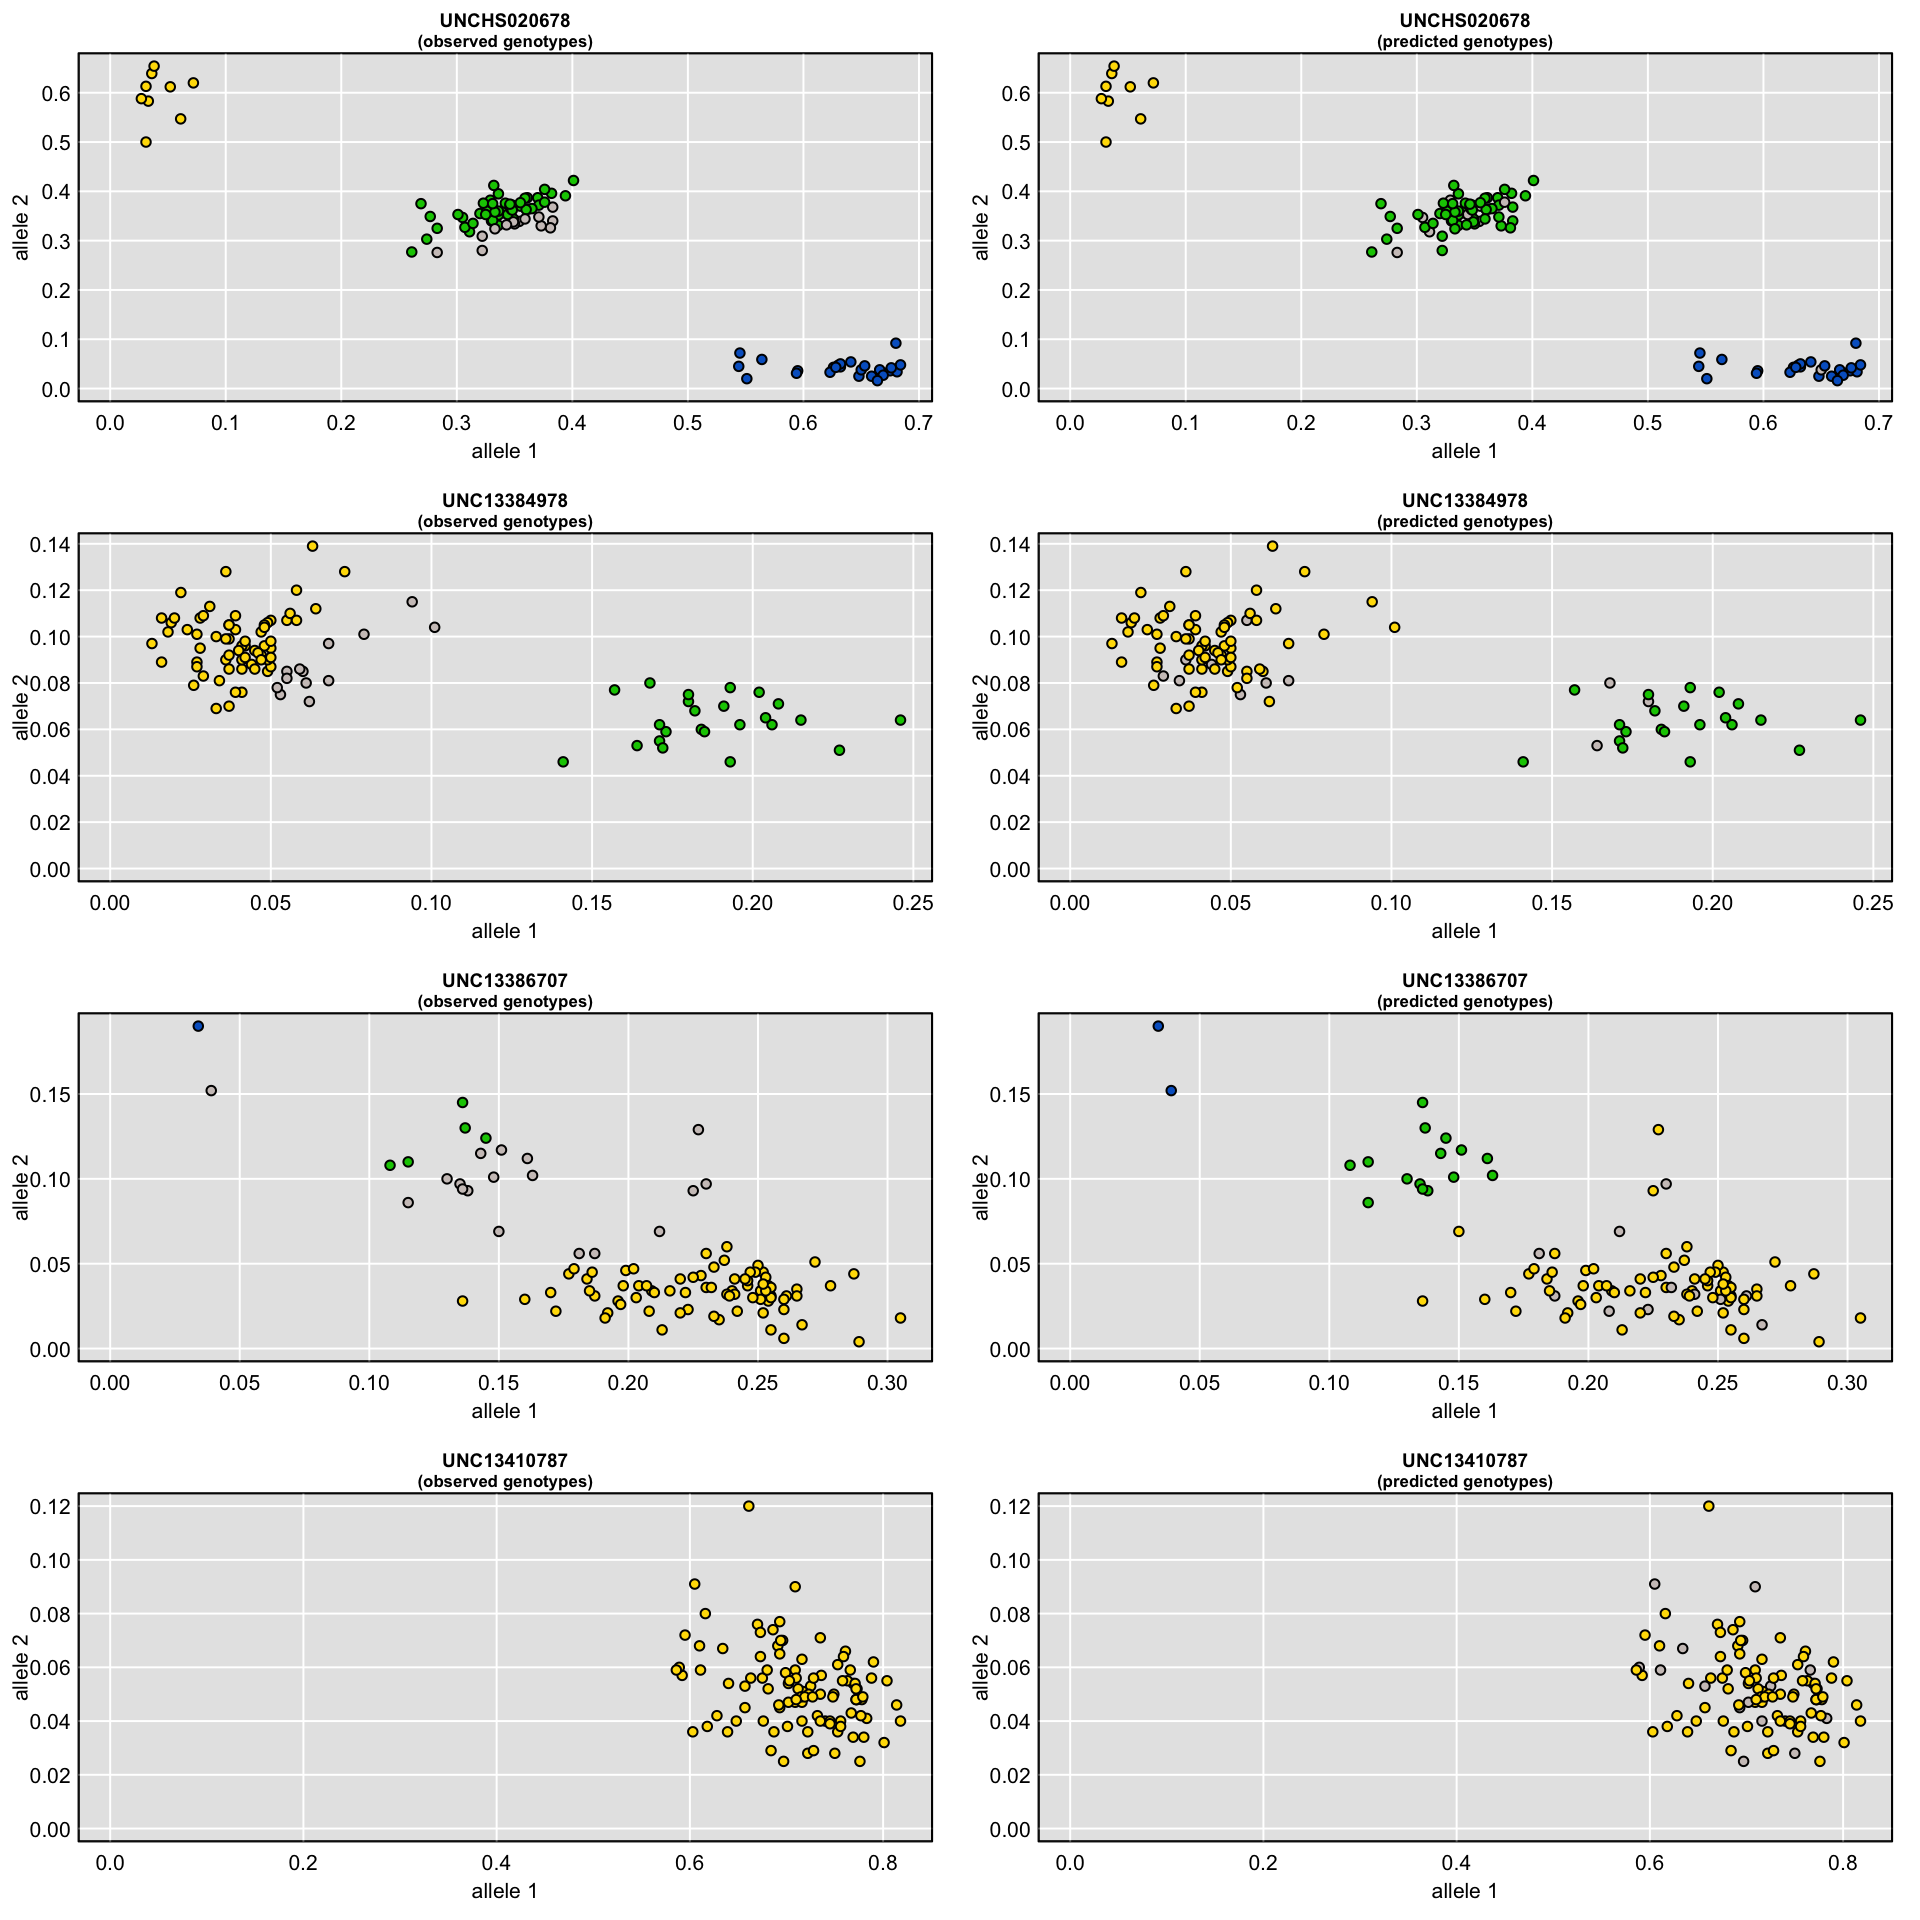 UNCHS020678
(observed genotypes)
allele 2
0.6
0.5
0.4
0.3
0.2
0.1
0.0
0.0 0.1 0.2 0.3 0.4 0.5 0.6 0.7
allele 1
UNCHS020678
(predicted genotypes)
allele 2
0.6
0.5
0.4
0.3
0.2
0.1
0.0
0.0 0.1 0.2 0.3 0.4 0.5 0.6 0.7
allele 1
UNC13384978
(observed genotypes)
allele 2
0.14
0.12
0.10
0.08
0.06
0.04
0.02
0.00
0.00 0.05 0.10 0.15 0.20 0.25
allele 1
UNC13384978
(predicted genotypes)
allele 2
0.14
0.12
0.10
0.08
0.06
0.04
0.02
0.00
0.00 0.05 0.10 0.15 0.20 0.25
allele 1
UNC13386707
(observed genotypes)
allele 2
0.15
0.10
0.05
0.00
0.00 0.05 0.10 0.15 0.20 0.25 0.30
allele 1
UNC13386707
(predicted genotypes)
allele 2
0.15
0.10
0.05
0.00
0.00 0.05 0.10 0.15 0.20 0.25 0.30
allele 1
UNC13410787
(observed genotypes)
allele 2
0.12
0.10
0.08
0.06
0.04
0.02
0.00
0.0 0.2 0.4 0.6 0.8
allele 1
UNC13410787
(predicted genotypes)
allele 2
0.12
0.10
0.08
0.06
0.04
0.02
0.00
0.0 0.2 0.4 0.6 0.8
allele 1